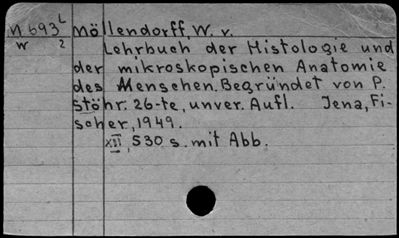 N 693 L Möllendorff, W. v.
W 2 Lehrbuch der Histologie und
der mikroskopischen Anatomie
des Menschen. Begründet von P.
Stöhr. 26-te, unver. Aufl. Jena, Fi-
scher, 1949.
XIII, 530 s. mit Abb.